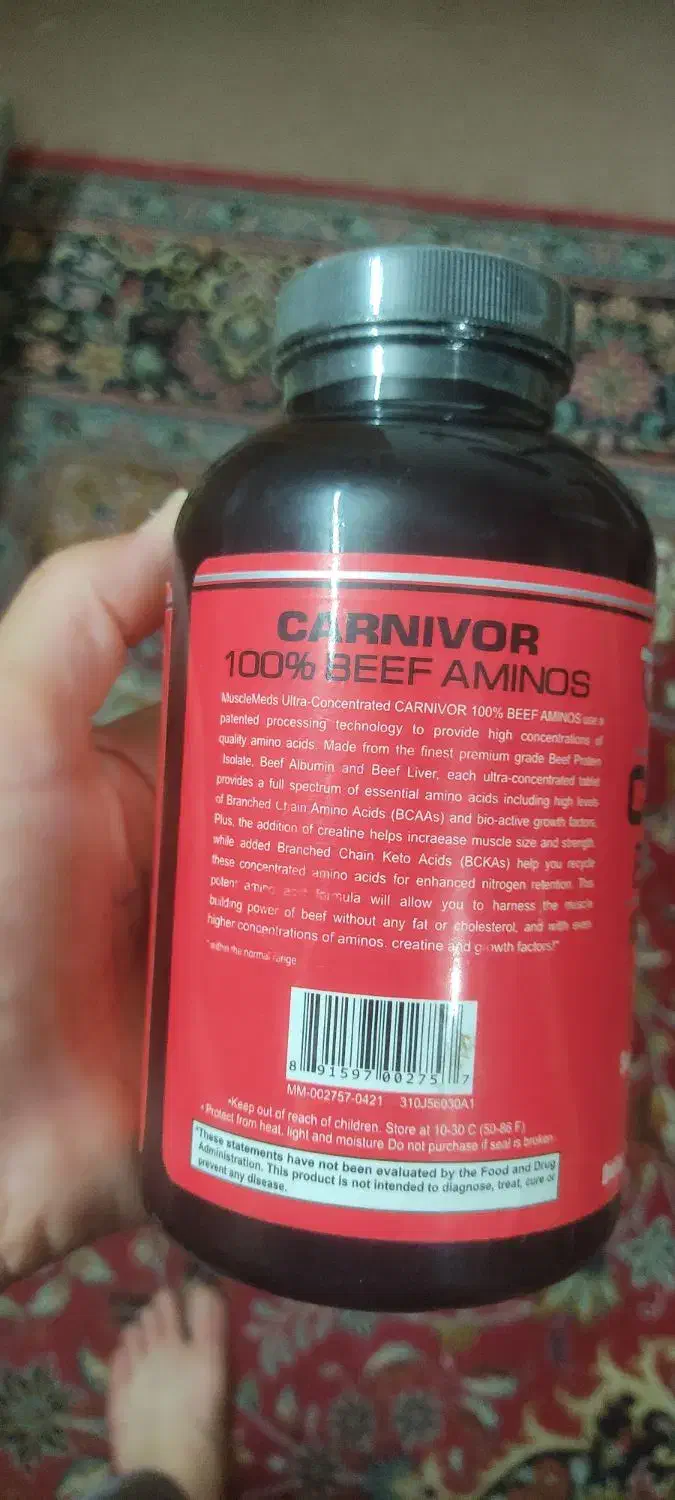 CARNIVOR
100% BEEF AMINOS
MuscleMeds Ultra-Concentrated CARNIVOR 100% BEEF AMINOS use a
patented processing technology to provide high concentrations of
quality amino acids. Made from the finest premium grade Beef Protein
Isolate, Beef Albumin and Beef Liver, each ultra-concentrated tablet
provides a full spectrum of essential amino acids including high levels
of Branched Chain Amino Acids (BCAAs) and bio-active growth factors.
Plus, the addition of creatine helps incraease muscle size and strength,
while added Branched Chain Keto Acids (BCKAs) help you recycle
these concentrated amino acids for enhanced nitrogen retention. This
potent amino acid formula will allow you to harness the muscle
building power of beef without any fat or cholesterol, and with even
higher concentrations of aminos, creatine and growth factors!*
*within the normal range
8 91597 00275 7
MM-002757-0421 310J56030A1
•Keep out of reach of children. Store at 10-30 C (50-86 F)
•Protect from heat, light and moisture Do not purchase if seal is broken
*These statements have not been evaluated by the Food and Drug
Administration. This product is not intended to diagnose, treat, cure or
prevent any disease.